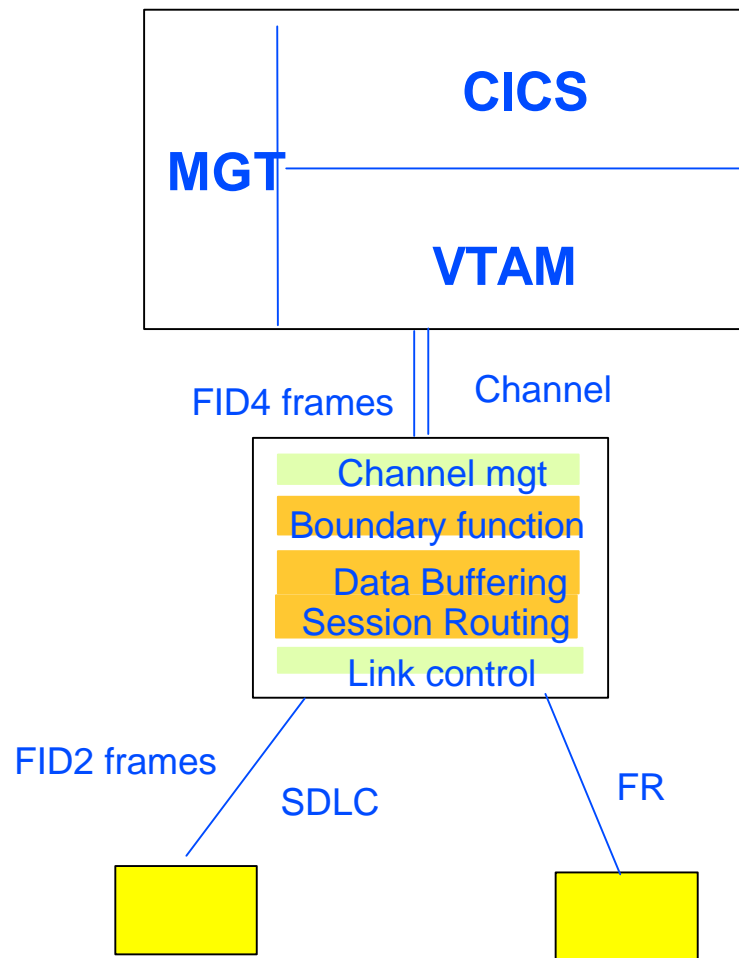 CICS
MGT
VTAM
FID4 frames
Channel
Channel mgt
Boundary function
Data Buffering
Session Routing
Link control
FID2 frames
SDLC
FR